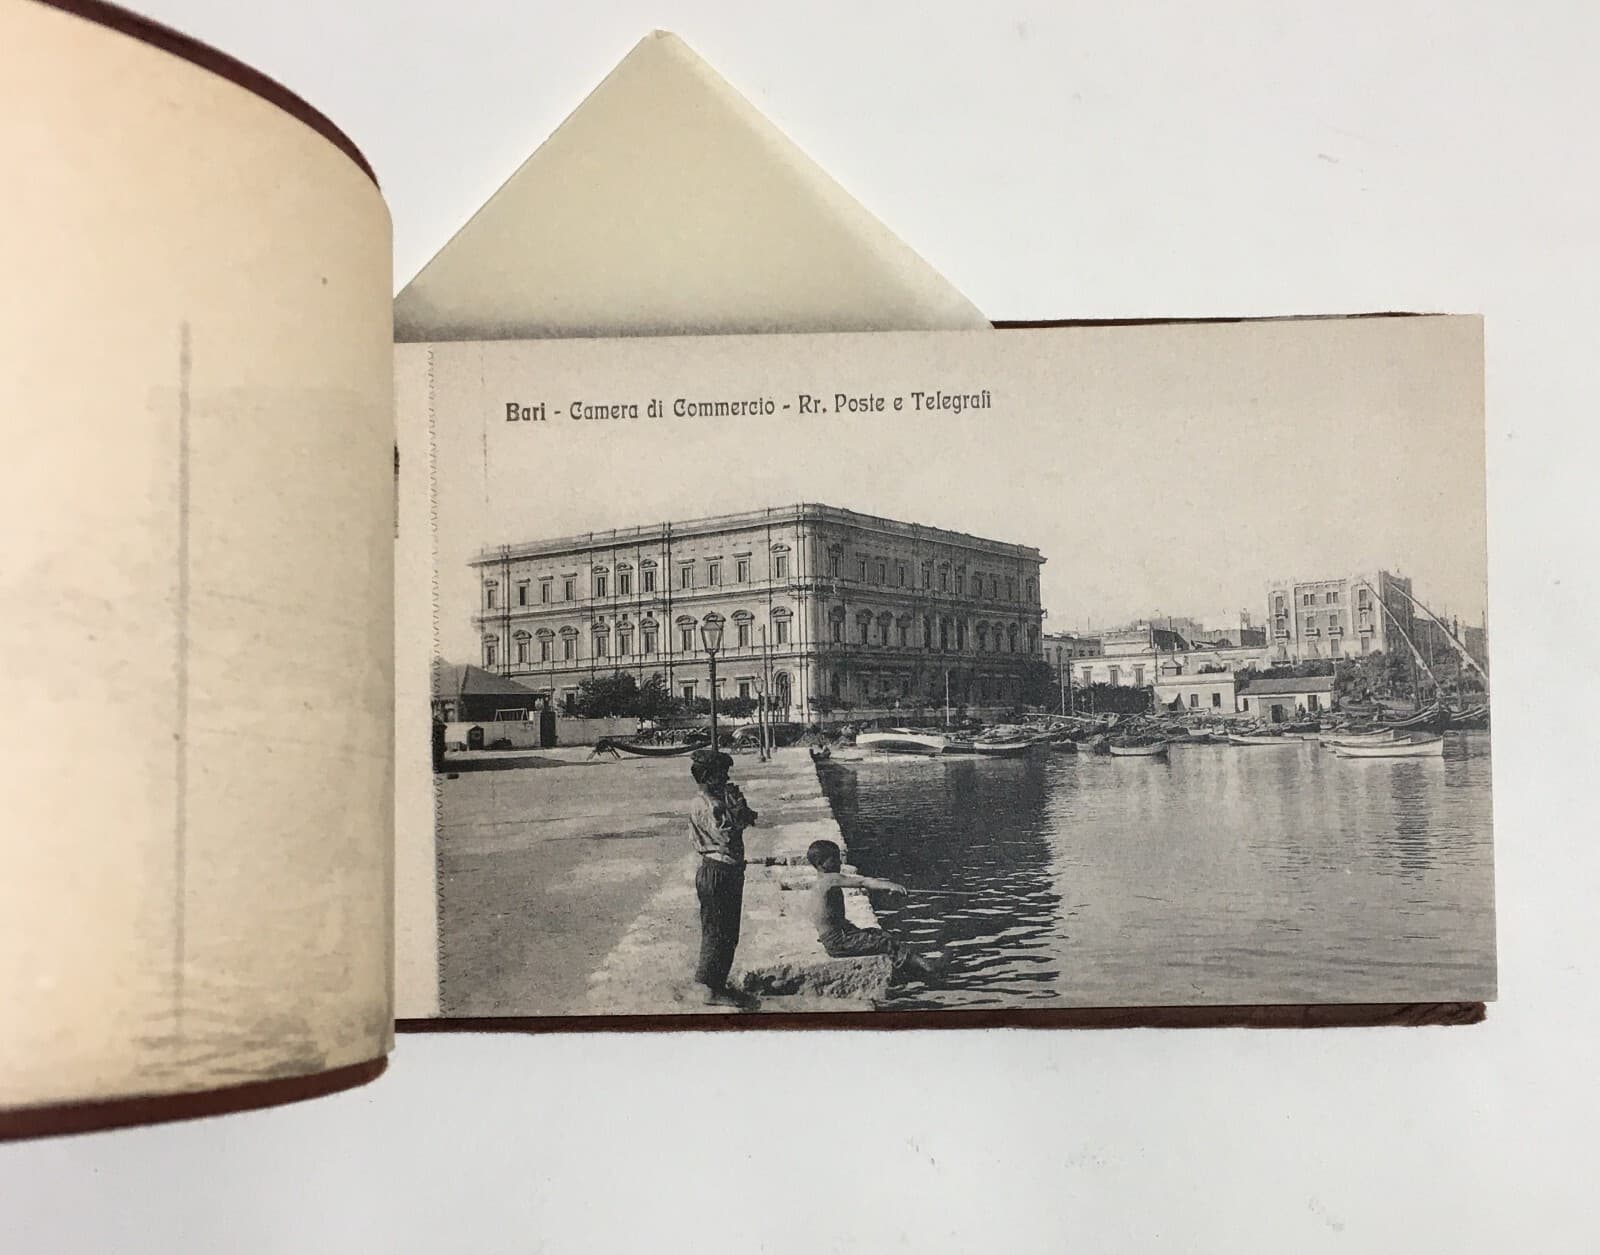 Bari - Camera di Commercio - Rr. Poste e Telegrafi